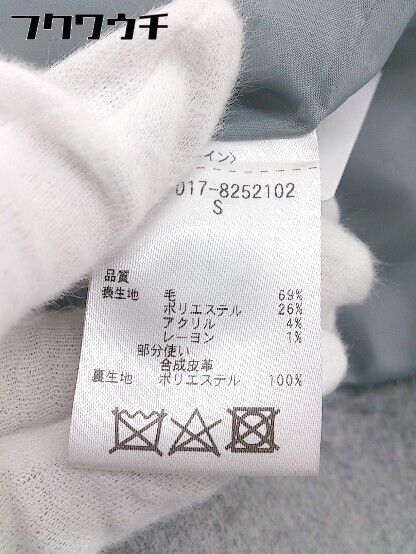 フクワウチ
イン〉
017-8252102
S
品質
表生地 毛 69%
ポリエステル 26%
アクリル 4%
レーヨン 1%
部分使い
合成皮革
裏生地 ポリエステル 100%